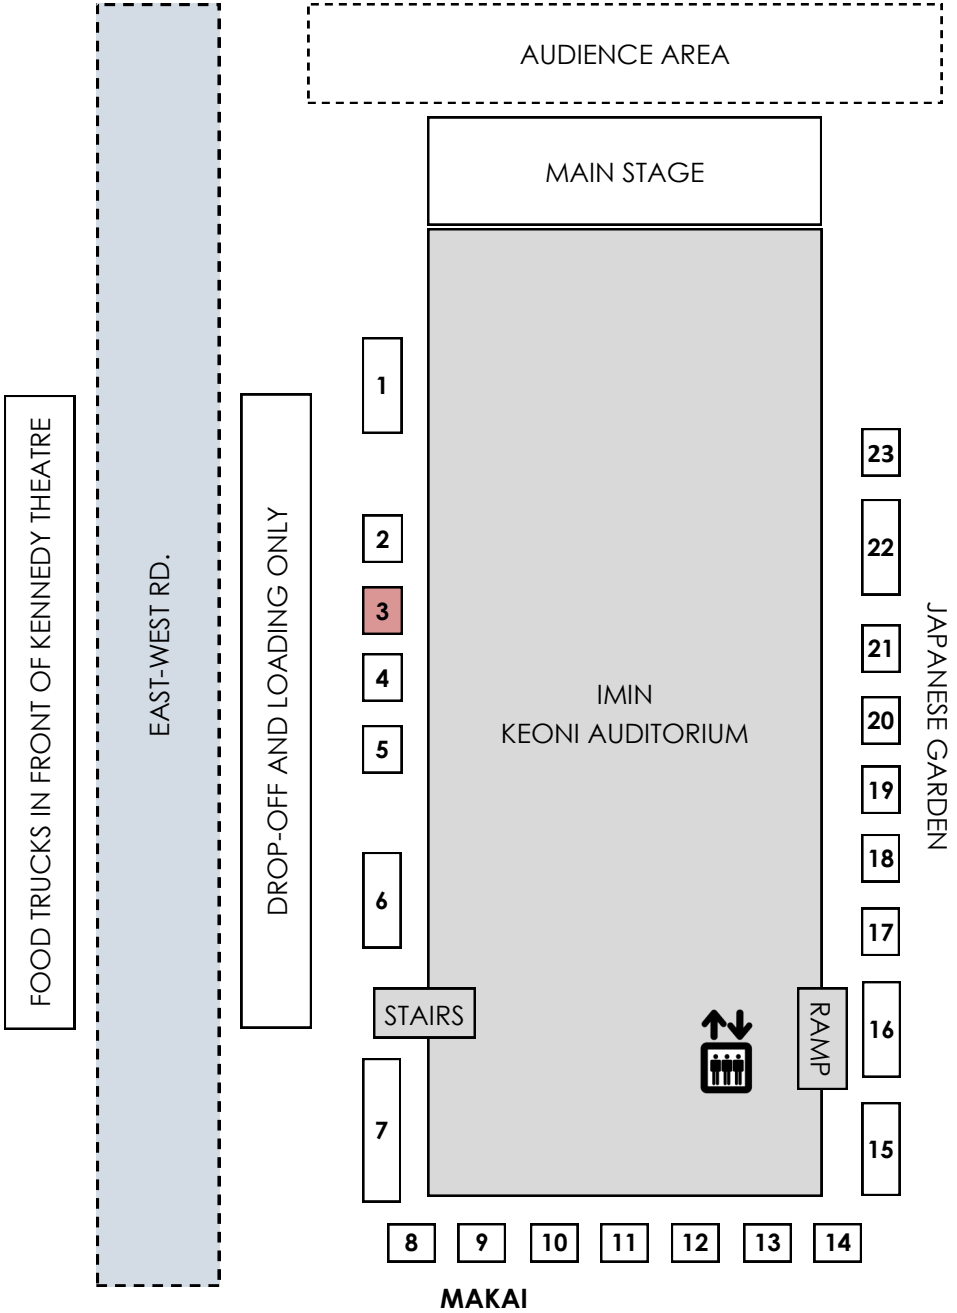 AUDIENCE AREA
MAIN STAGE
FOOD TRUCKS IN FRONT OF KENNEDY THEATRE
EAST-WEST RD.
DROP-OFF AND LOADING ONLY
1
2
3
4
5
6
STAIRS
7
IMIN
KEONI AUDITORIUM
RAMP
23
22
21
20
19
18
17
16
15
JAPANESE GARDEN
8 9 10 11 12 13 14
MAKAI